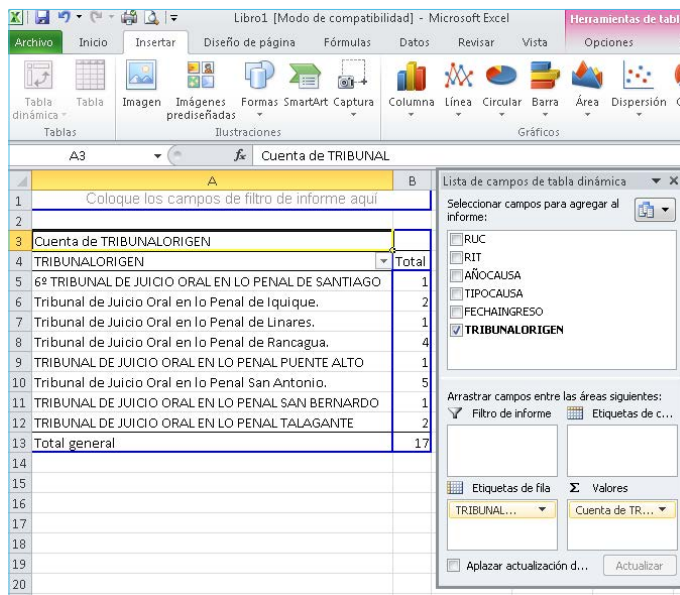 Libro1 [Modo de compatibilidad] - Microsoft Excel
Herramientas de tabl
Archivo Inicio Insertar Diseño de página Fórmulas Datos Revisar Vista Opciones
Tabla dinámica Tabla Imagen Imágenes prediseñadas Formas SmartArt Captura Columna Línea Circular Barra Área Dispersión
Tablas Ilustraciones Gráficos
A3 fx Cuenta de TRIBUNAL
A B
1 Coloque los campos de filtro de informe aquí
2
3 Cuenta de TRIBUNALORIGEN
4 TRIBUNALORIGEN Total
5 6º TRIBUNAL DE JUICIO ORAL EN LO PENAL DE SANTIAGO 1
6 Tribunal de Juicio Oral en lo Penal de Iquique. 2
7 Tribunal de Juicio Oral en lo Penal de Linares. 1
8 Tribunal de Juicio Oral en lo Penal de Rancagua. 4
9 TRIBUNAL DE JUICIO ORAL EN LO PENAL PUENTE ALTO 1
10 Tribunal de Juicio Oral en lo Penal San Antonio. 5
11 TRIBUNAL DE JUICIO ORAL EN LO PENAL SAN BERNARDO 1
12 TRIBUNAL DE JUICIO ORAL EN LO PENAL TALAGANTE 2
13 Total general 17
14
15
16
17
18
19
20
Lista de campos de tabla dinámica
Seleccionar campos para agregar al
informe:
RUC
RIT
AÑOCAUSA
TIPOCAUSA
FECHAINGRESO
TRIBUNALORIGEN
Arrastrar campos entre las áreas siguientes:
Filtro de informe Etiquetas de c...
Etiquetas de fila Σ Valores
TRIBUNAL... Cuenta de TR...
Aplazar actualización d... Actualizar